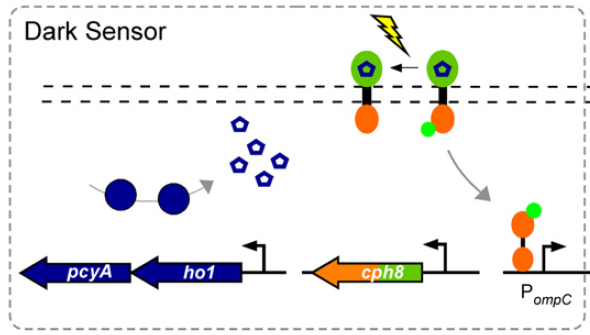 Dark Sensor
pcyA
ho1
cph8
PompC